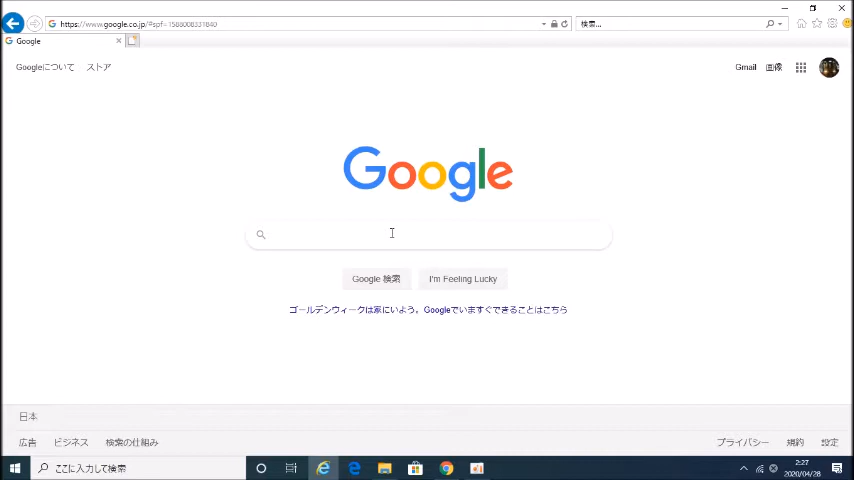 https://www.google.co.jp/#spf=1588008331840
検索...
Google
Googleについて ストア
Gmail 画像
Google
Google 検索 I'm Feeling Lucky
ゴールデンウィークは家にいよう。Googleでいますぐできることはこちら
日本
広告 ビジネス 検索の仕組み プライバシー 規約 設定
ここに入力して検索
2:27
2020/04/28